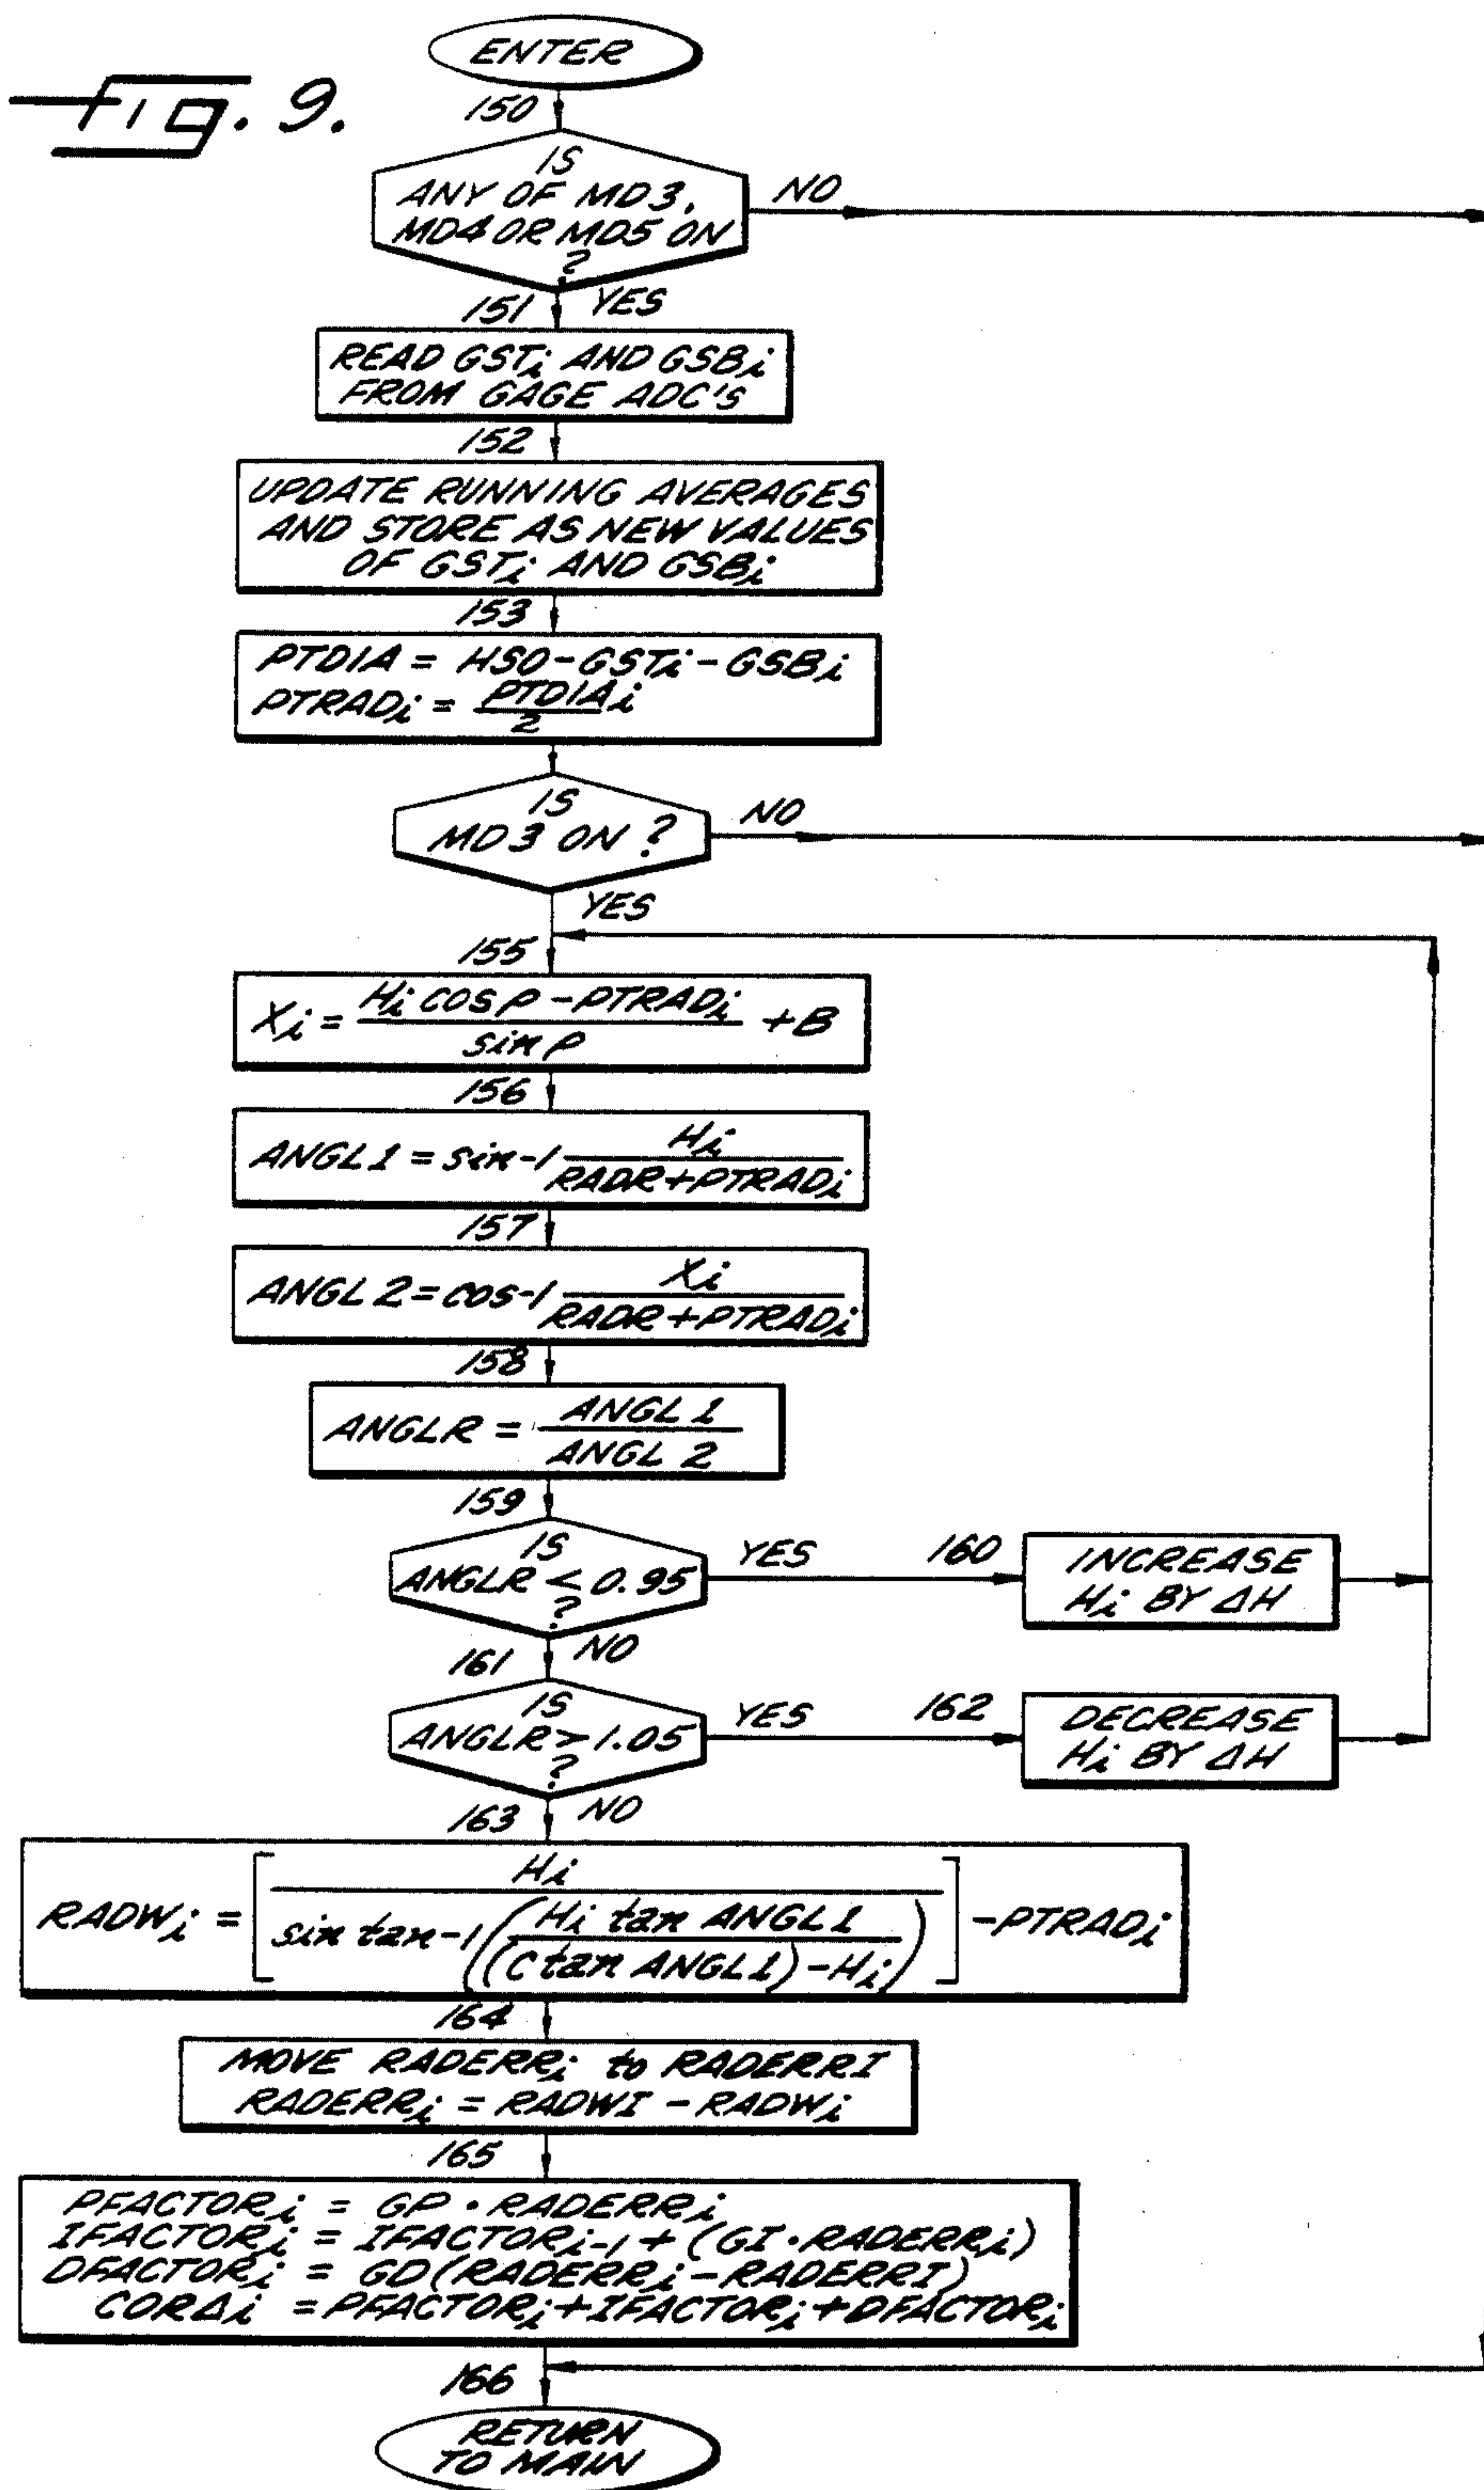 Fig. 9.
ENTER
150
IS
ANY OF MD3,
MD4 OR MD5 ON
?
NO
151 YES
READ GSTi AND GSBi
FROM GAGE ADC'S
152
UPDATE RUNNING AVERAGES
AND STORE AS NEW VALUES
OF GSTi AND GSBi
153
PTDIA = HSO-GSTi-GSBi
PTRADi = PTDIAi / 2
IS
MD3 ON ?
NO
YES
155
Xi = (Hi COS ρ - PTRADi) / sin ρ + B
156
ANGL1 = sin-1 Hi / RADR+PTRADi
157
ANGL2 = cos-1 Xi / RADR+PTRADi
158
ANGLR = ANGL1 / ANGL2
159
IS
ANGLR < 0.95
?
YES
160
INCREASE
Hi BY ΔH
161 NO
IS
ANGLR > 1.05
?
YES
162
DECREASE
Hi BY ΔH
163 NO
RADWi = [Hi / sin tan-1 (Hi tan ANGL1 / (C tan ANGL1) - Hi)] - PTRADi
164
MOVE RADERRi to RADERRI
RADERRi = RADWI - RADWi
165
PFACTORi = GP · RADERRi
IFACTORi = IFACTORi-1 + (GI · RADERRi)
DFACTORi = GD(RADERRi - RADERRI)
CORΔi = PFACTORi + IFACTORi + DFACTORi
166
RETURN
TO MAIN